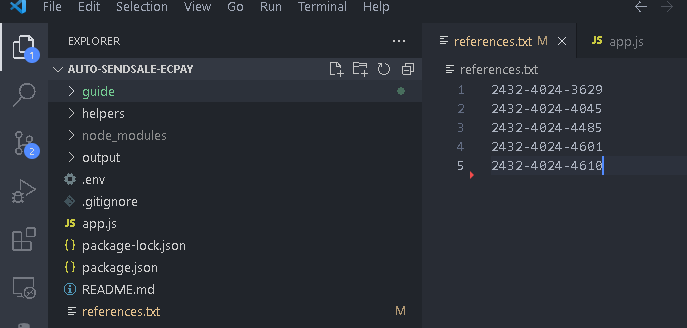 File Edit Selection View Go Run Terminal Help
EXPLORER
AUTO-SENDSALE-ECPAY
guide
helpers
node_modules
output
.env
.gitignore
JS app.js
{} package-lock.json
{} package.json
README.md
references.txt M
1
2
references.txt M
JS app.js
references.txt
1 2432-4024-3629
2 2432-4024-4045
3 2432-4024-4485
4 2432-4024-4601
5 2432-4024-4610